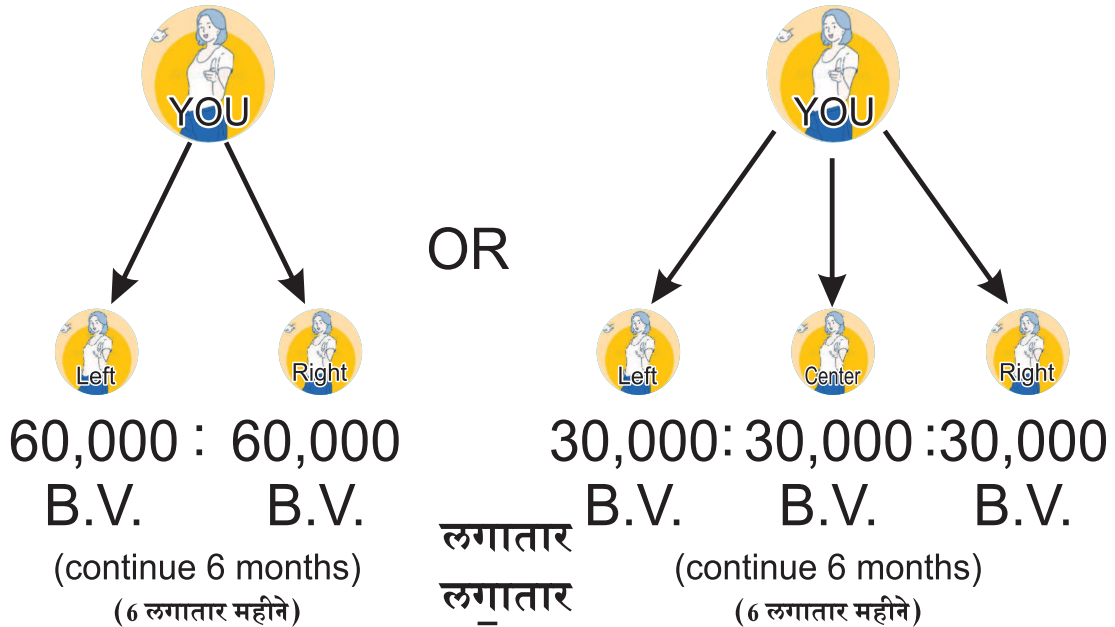 YOU
Left
Right
60,000 : 60,000
B.V. B.V.
(continue 6 months)
(6 लगातार महीने)
OR
लगातार
लगातार
YOU
Left
Center
Right
30,000: 30,000 :30,000
B.V. B.V. B.V.
(continue 6 months)
(6 लगातार महीने)